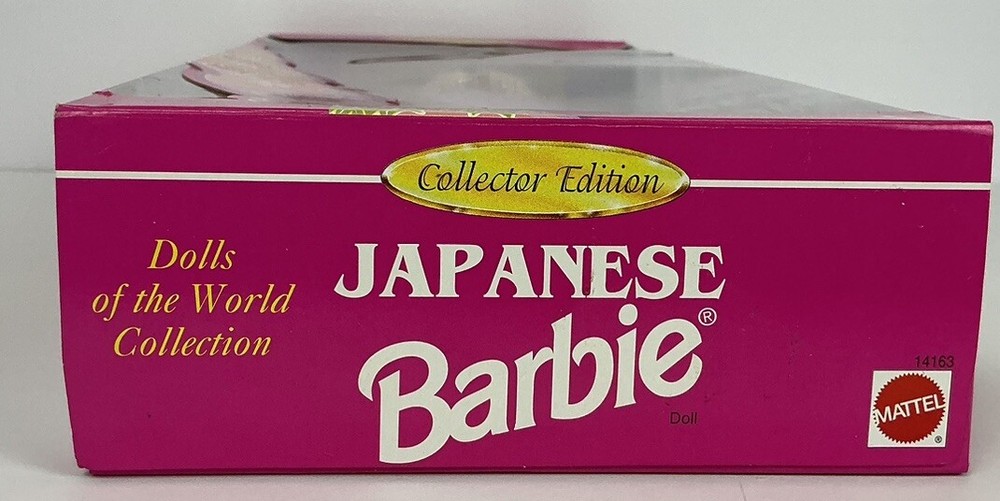 Collector Edition
Dolls
of the World
Collection
JAPANESE
Barbie®
Doll
14163
MATTEL
®